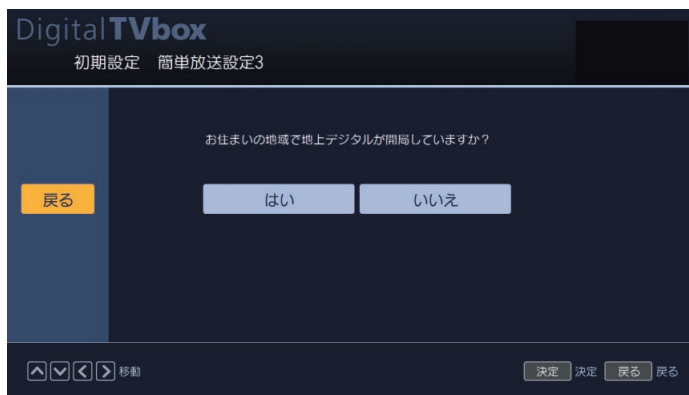 DigitalTVbox
初期設定 簡単放送設定3
お住まいの地域で地上デジタルが開局していますか?
戻る
はい
いいえ
移動
決定 決定 戻る 戻る